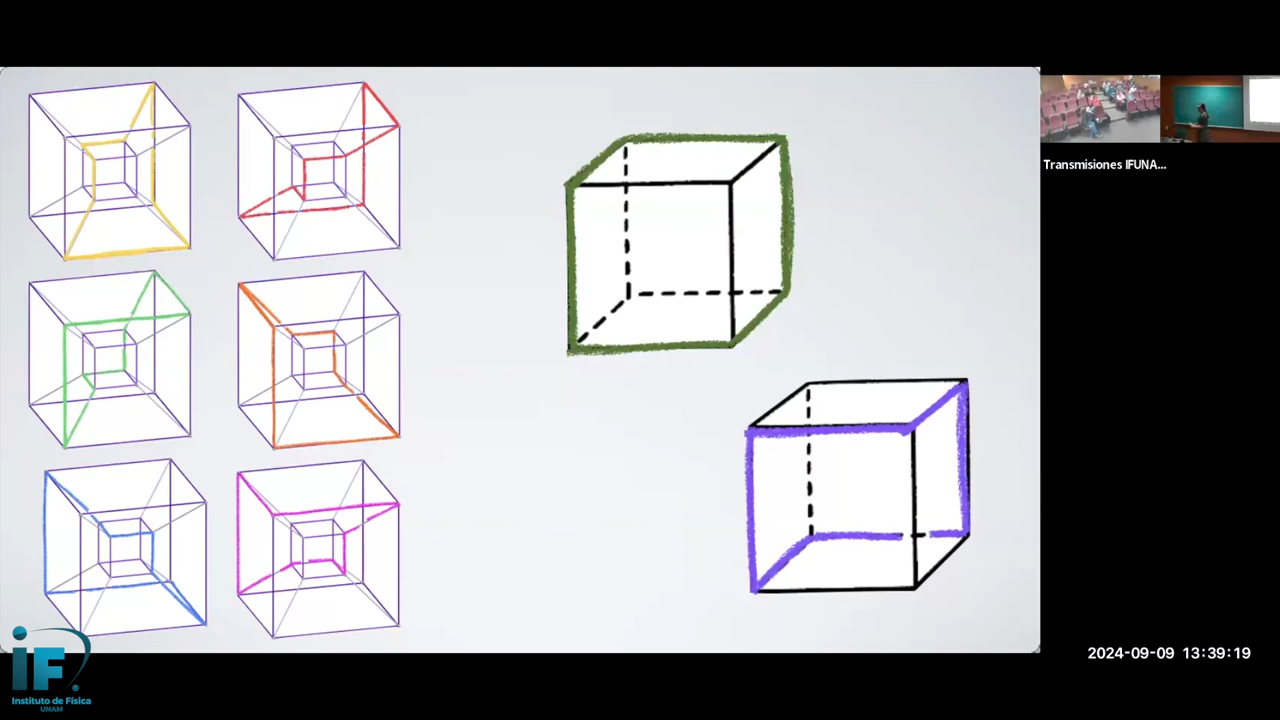 Transmisiones IFUNA...
2024-09-09 13:39:19
iF
Instituto de Física
UNAM